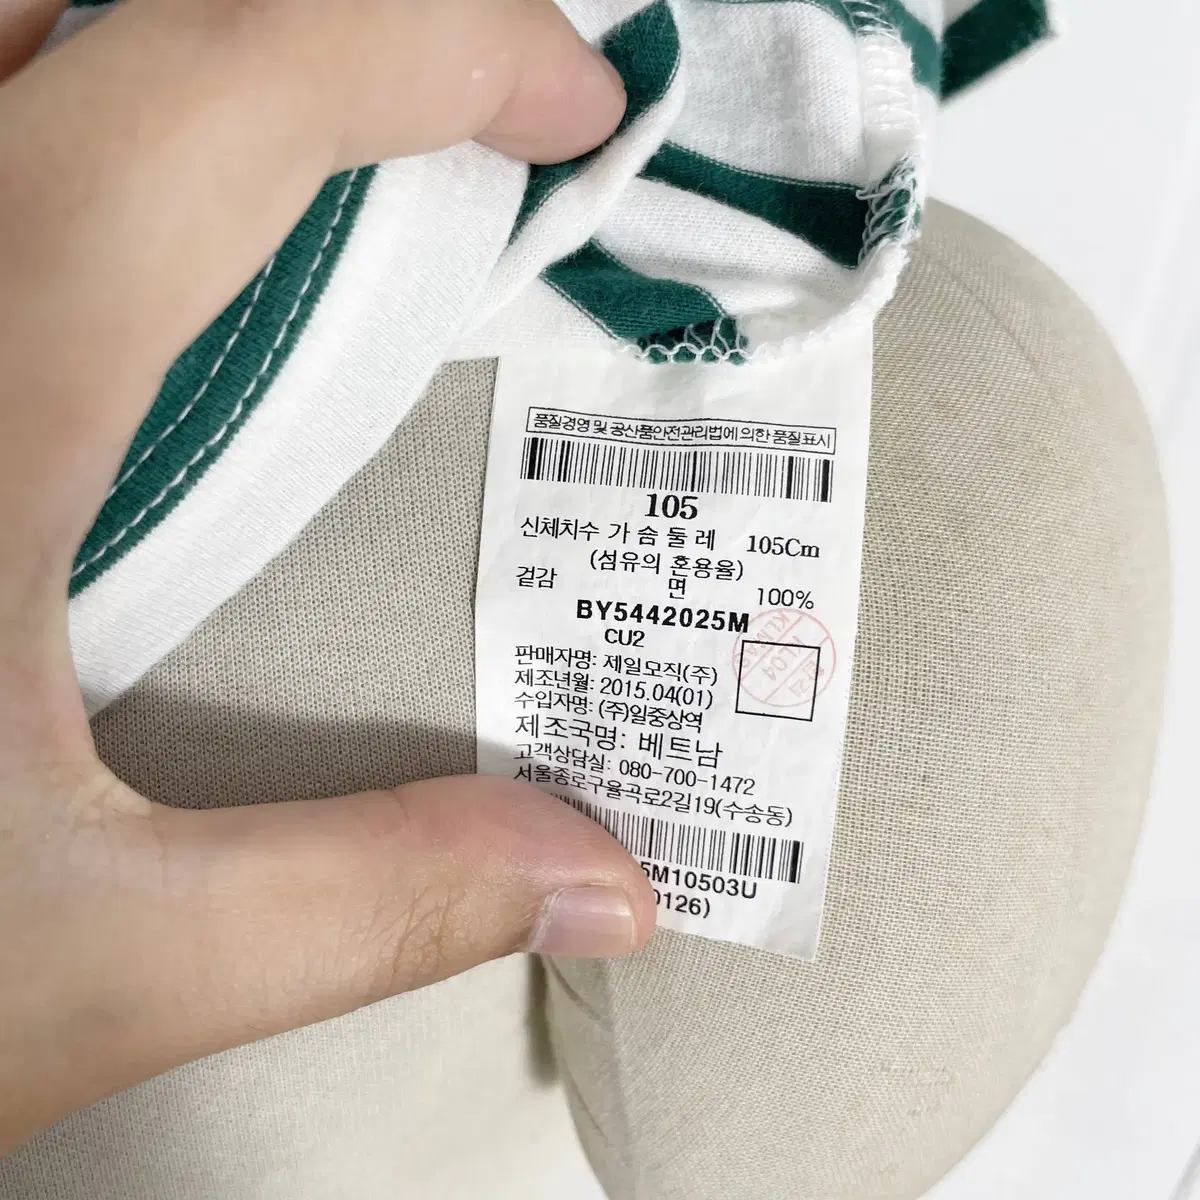 품질경영 및 공산품안전관리법에 의한 품질표시
105
신체치수 가 슴 둘 레 105Cm
(섬유의 혼용율)
겉감 면 100%
BY5442025M
CU2
판매자명: 제일모직(주)
제조년월: 2015.04(01)
수입자명: (주)일중상역
제조국명: 베트남
고객상담실: 080-700-1472
서울종로구율곡로2길19(수송동)
5M10503U
0126)